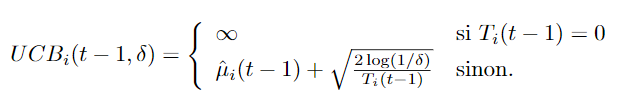 UCB_i(t − 1, δ) = { ∞ si T_i(t − 1) = 0
μ̂_i(t − 1) + √(2 log(1/δ) / T_i(t−1)) sinon.